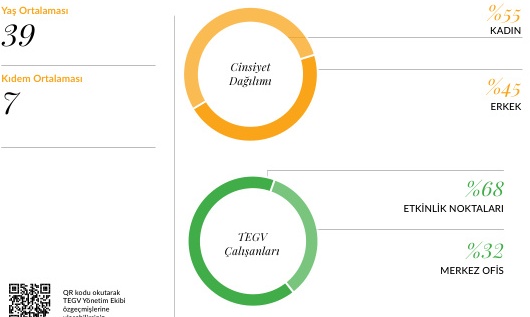 Yaş Ortalaması
39
Kıdem Ortalaması
7
Cinsiyet
Dağılımı
%55
KADIN
%45
ERKEK
TEGV
Çalışanları
%68
ETKİNLİK NOKTALARI
%32
MERKEZ OFİS
QR kodu okutarak
TEGV Yönetim Ekibi
özgeçmişlerine